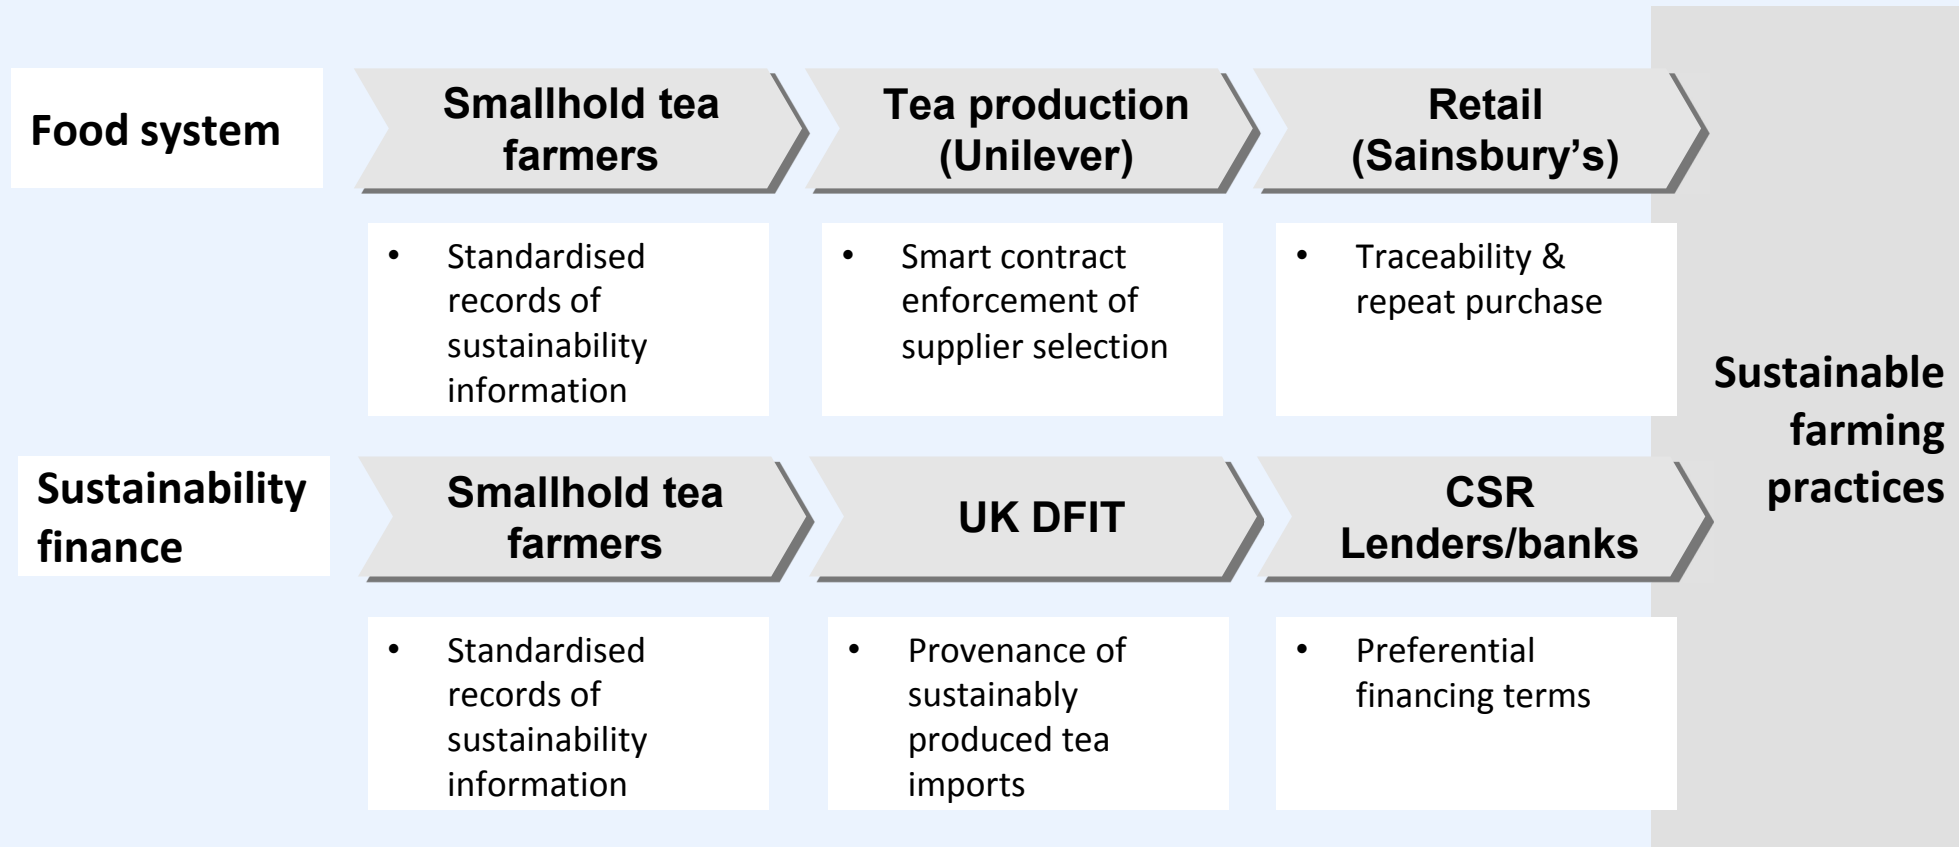 Food system
Smallhold tea
farmers
Tea production
(Unilever)
Retail
(Sainsbury’s)
• Standardised
records of
sustainability
information
• Smart contract
enforcement of
supplier selection
• Traceability &
repeat purchase
Sustainability
finance
Smallhold tea
farmers
UK DFIT
CSR
Lenders/banks
• Standardised
records of
sustainability
information
• Provenance of
sustainably
produced tea
imports
• Preferential
financing terms
Sustainable
farming
practices